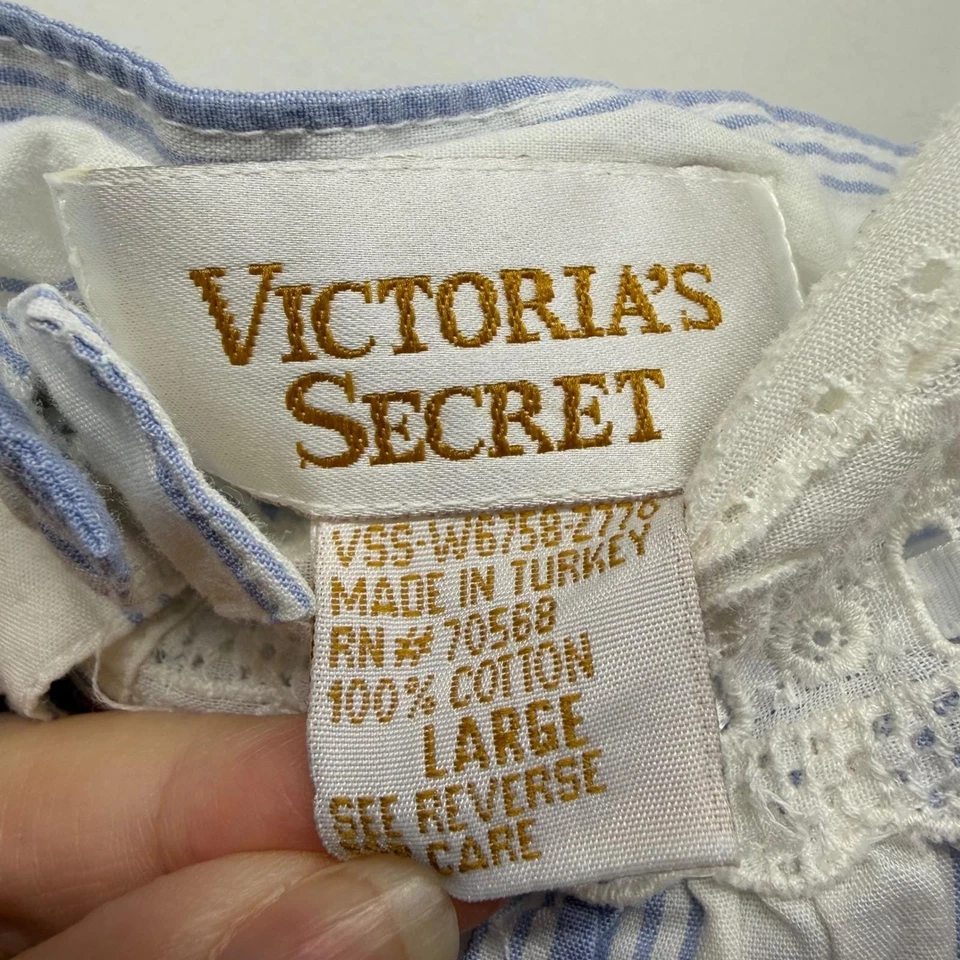 VICTORIA'S
SECRET
VSS-W6758-2778
MADE IN TURKEY
RN# 70568
100% COTTON
LARGE
SEE REVERSE
CARE